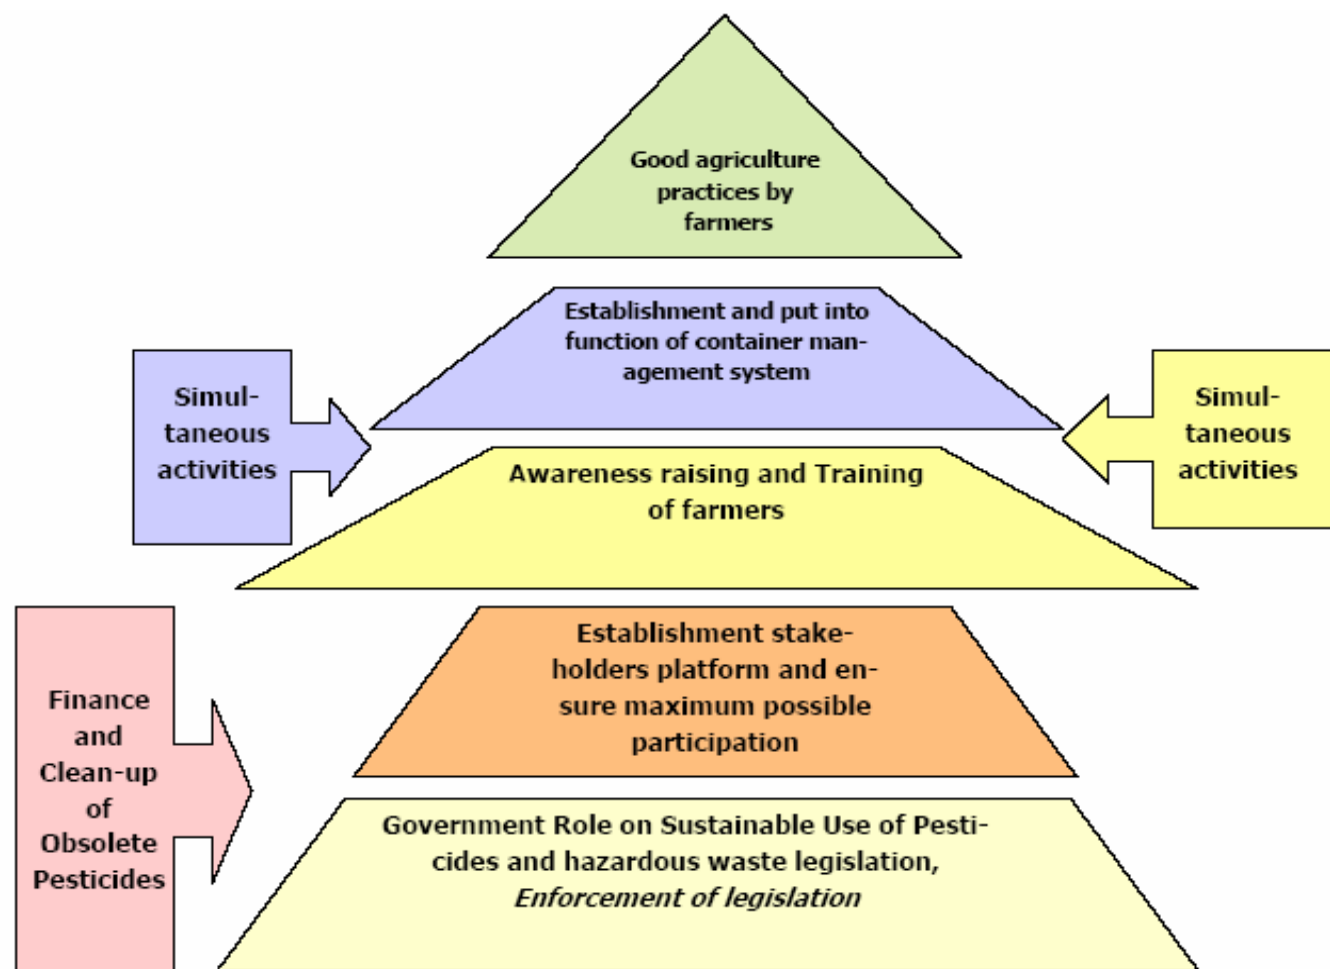 Good agriculture
practices by
farmers
Establishment and put into
function of container man-
agement system
Simul-
taneous
activities
Simul-
taneous
activities
Awareness raising and Training
of farmers
Establishment stake-
holders platform and en-
sure maximum possible
participation
Finance
and
Clean-up
of
Obsolete
Pesticides
Government Role on Sustainable Use of Pesti-
cides and hazardous waste legislation,
Enforcement of legislation